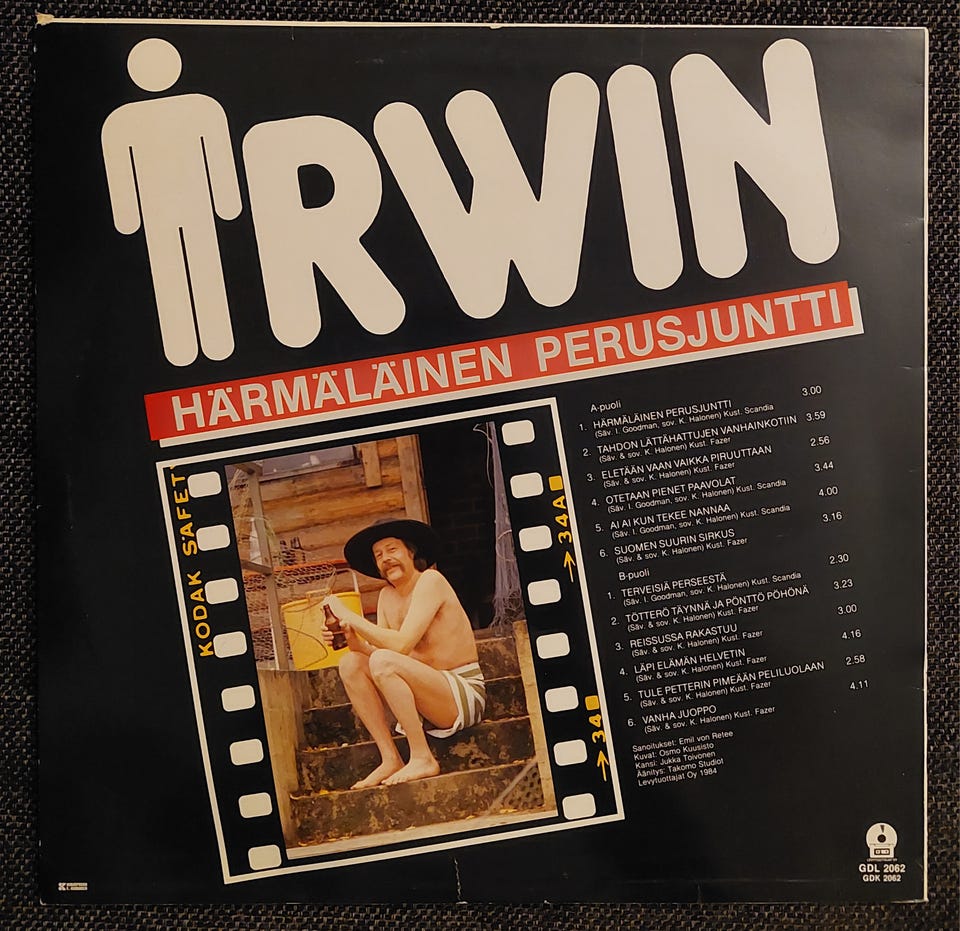 IRWIN
HÄRMÄLÄINEN PERUSJUNTTI
KODAK SAFET
34A
34
A-puoli
1. HÄRMÄLÄINEN PERUSJUNTTI 3.00
(Säv. I. Goodman, sov. K. Halonen) Kust. Scandia
2. TAHDON LÄTTÄHATTUJEN VANHAINKOTIIN 3.59
(Säv. & sov. K. Halonen) Kust. Fazer
3. ELETÄÄN VAAN VAIKKA PIRUUTTAAN 2.56
(Säv. & sov. K. Halonen) Kust. Fazer
4. OTETAAN PIENET PAAVOLAT 3.44
(Säv. I. Goodman, sov. K. Halonen) Kust. Scandia
5. AI AI KUN TEKEE NANNAA 4.00
(Säv. I. Goodman, sov. K. Halonen) Kust. Scandia
6. SUOMEN SUURIN SIRKUS 3.16
(Säv. & sov. K. Halonen) Kust. Fazer
B-puoli
1. TERVEISIÄ PERSEESTÄ 2.30
(Säv. I. Goodman, sov. K. Halonen) Kust. Scandia
2. TÖTTERÖ TÄYNNÄ JA PÖNTTÖ PÖHÖNÄ 3.23
(Säv. & sov. K. Halonen) Kust. Fazer
3. REISSUSSA RAKASTUU 3.00
(Säv. & sov. K. Halonen) Kust. Fazer
4. LÄPI ELÄMÄN HELVETIN 4.16
(Säv. & sov. K. Halonen) Kust. Fazer
5. TULE PETTERIN PIMEÄÄN PELILUOLAAN 2.58
(Säv. & sov. K. Halonen) Kust. Fazer
6. VANHA JUOPPO 4.11
(Säv. & sov. K. Halonen) Kust. Fazer
Sanoitukset: Emil von Retee
Kuvat: Osmo Kuusisto
Kansi: Jukka Toivonen
Äänitys: Takomo Studiot
Levytuottajat Oy 1984
GDL 2062
GDK 2062